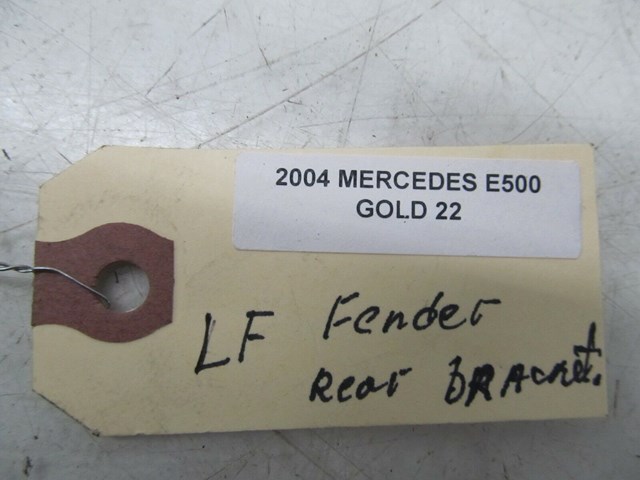 2004 MERCEDES E500
GOLD 22
LF Fender
Rear BRACket.